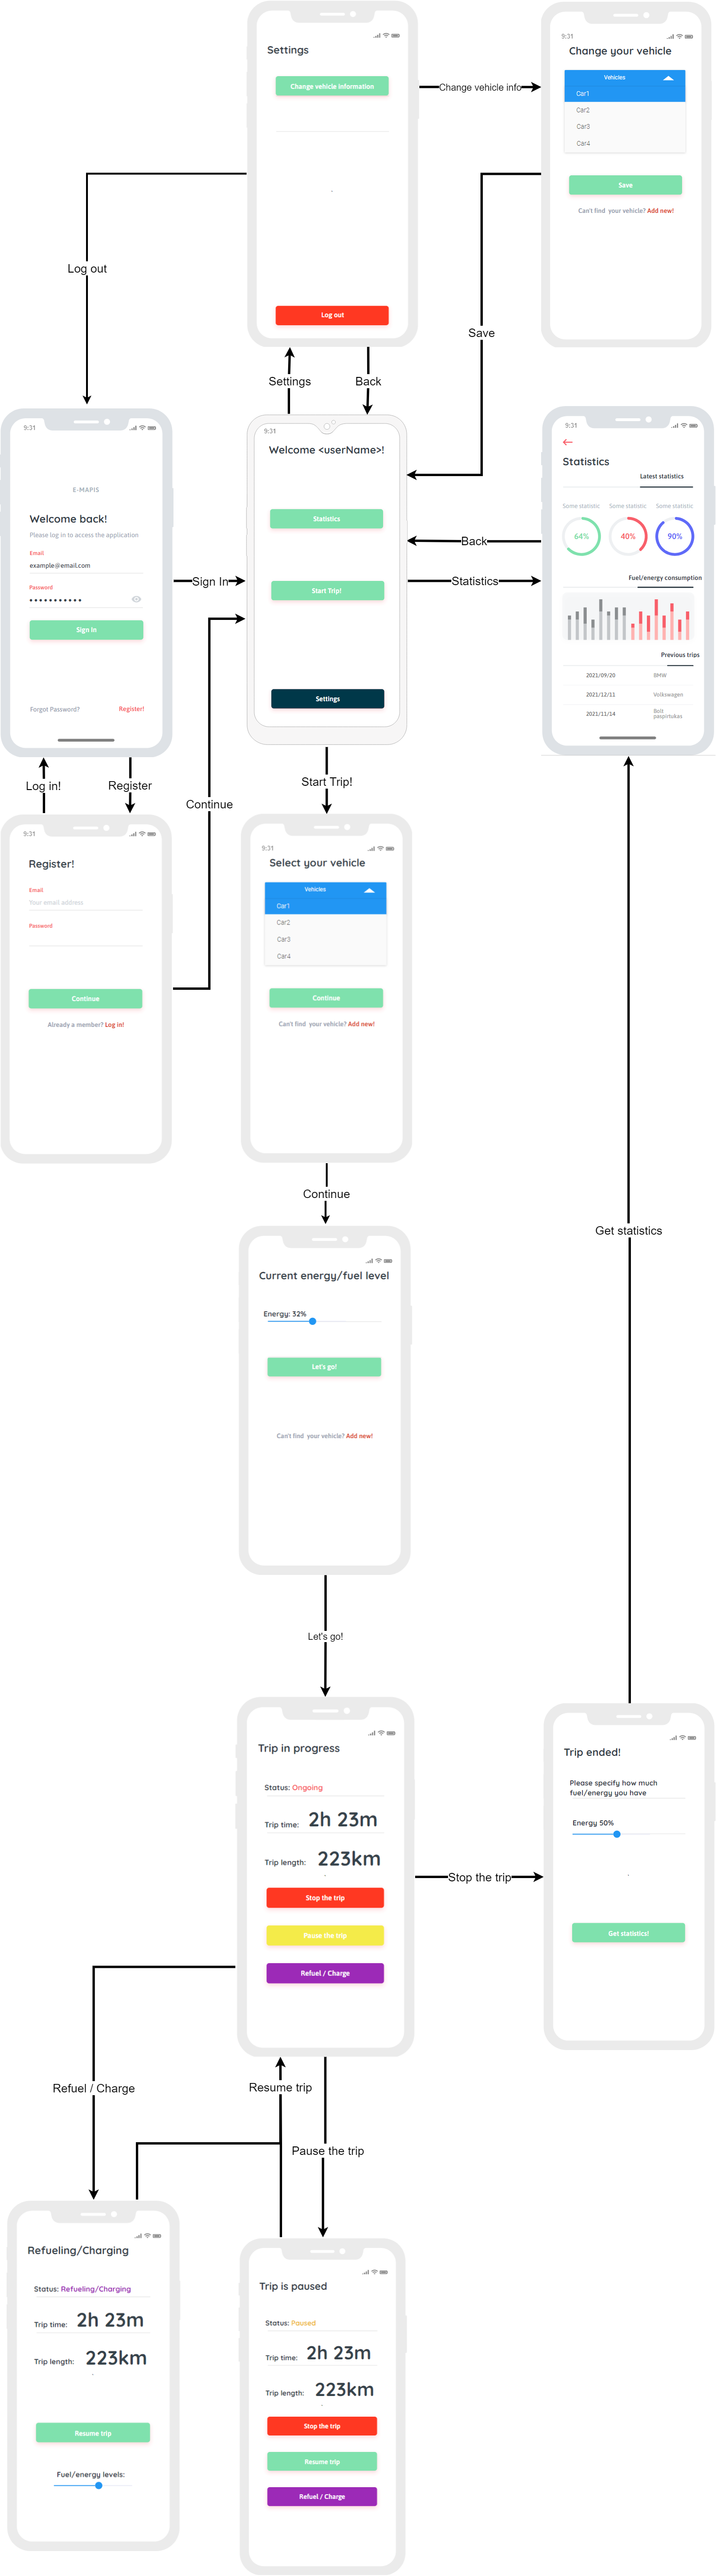 Settings
Change vehicle information
Log out
Change vehicle info
9:31
Change your vehicle
Vehicles
Car1
Car2
Car3
Car4
Save
Can't find your vehicle? Add new!
Log out
Save
Settings
Back
9:31
E-MAPIS
Welcome back!
Please log in to access the application
Email
example@email.com
Password
Sign In
Forgot Password?
Register!
Sign In
9:31
Welcome <userName>!
Statistics
Start Trip!
Settings
Back
Statistics
9:31
Statistics
Latest statistics
Some statistic
Some statistic
Some statistic
64%
40%
90%
Fuel/energy consumption
Previous trips
2021/09/20
BMW
2021/12/11
Volkswagen
2021/11/14
Bolt
paspirtukas
Log in!
Register
Continue
Start Trip!
9:31
Register!
Email
Your email address
Password
Continue
Already a member? Log in!
9:31
Select your vehicle
Vehicles
Car1
Car2
Car3
Car4
Continue
Can't find your vehicle? Add new!
Continue
Get statistics
Current energy/fuel level
Energy: 32%
Let's go!
Can't find your vehicle? Add new!
Let's go!
Trip in progress
Status: Ongoing
Trip time: 2h 23m
Trip length: 223km
Stop the trip
Pause the trip
Refuel / Charge
Stop the trip
Trip ended!
Please specify how much
fuel/energy you have
Energy 50%
Get statistics!
Refuel / Charge
Resume trip
Pause the trip
Refueling/Charging
Status: Refueling/Charging
Trip time: 2h 23m
Trip length: 223km
Resume trip
Fuel/energy levels:
Trip is paused
Status: Paused
Trip time: 2h 23m
Trip length: 223km
Stop the trip
Resume trip
Refuel / Charge